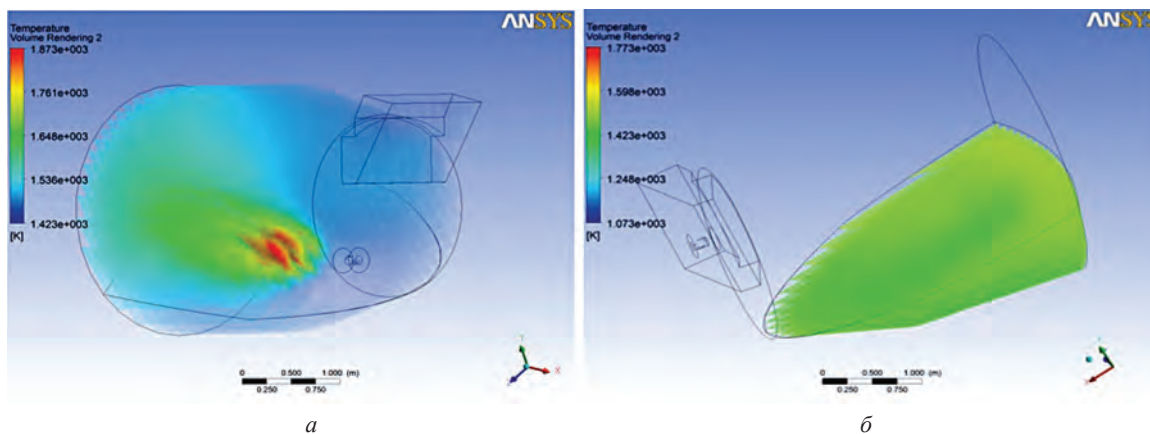 ANSYS
Temperature
Volume Rendering 2
1.873e+003
1.761e+003
1.648e+003
1.536e+003
1.423e+003
[K]
0 0.500 1.000 (m)
0.250 0.750
Y
X
Z
а
ANSYS
Temperature
Volume Rendering 2
1.773e+003
1.598e+003
1.423e+003
1.248e+003
1.073e+003
[K]
0 0.500 1.000 (m)
0.250 0.750
Y
X
б